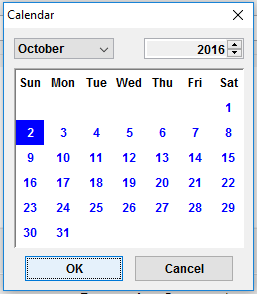 Calendar
October 2016
Sun Mon Tue Wed Thu Fri Sat
1
2 3 4 5 6 7 8
9 10 11 12 13 14 15
16 17 18 19 20 21 22
23 24 25 26 27 28 29
30 31
OK Cancel